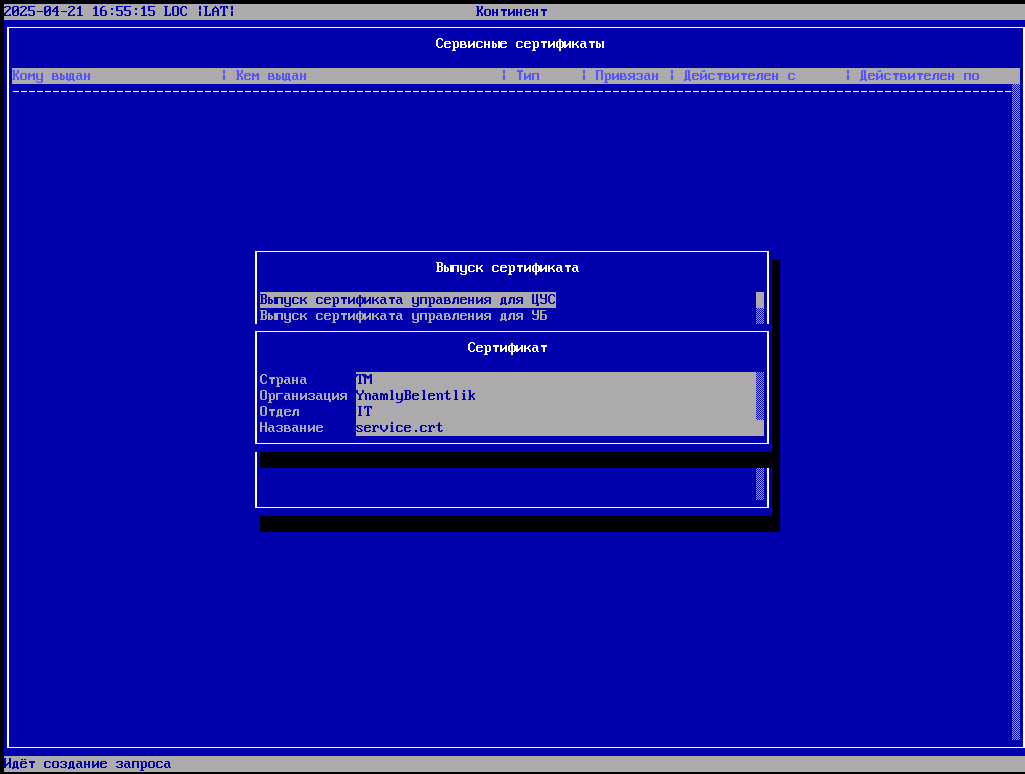 2025-04-21 16:55:15 LOC ¦LAT¦ Континент
Сервисные сертификаты
Кому выдан ¦ Кем выдан ¦ Тип ¦ Привязан ¦ Действителен с ¦ Действителен по
Выпуск сертификата
Выпуск сертификата управления для ЦУС
Выпуск сертификата управления для УБ
Сертификат
Страна TM
Организация YnamlyBelentlik
Отдел IT
Название service.crt
Идёт создание запроса